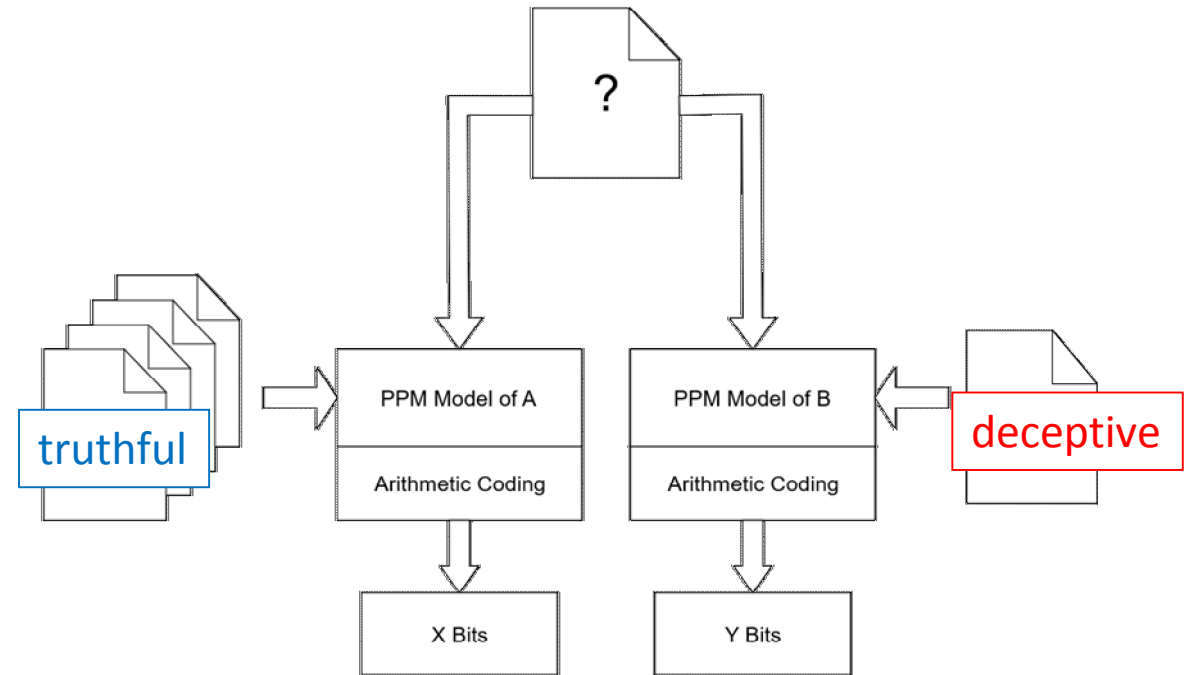 ?
truthful
PPM Model of A
PPM Model of B
deceptive
Arithmetic Coding
Arithmetic Coding
X Bits
Y Bits